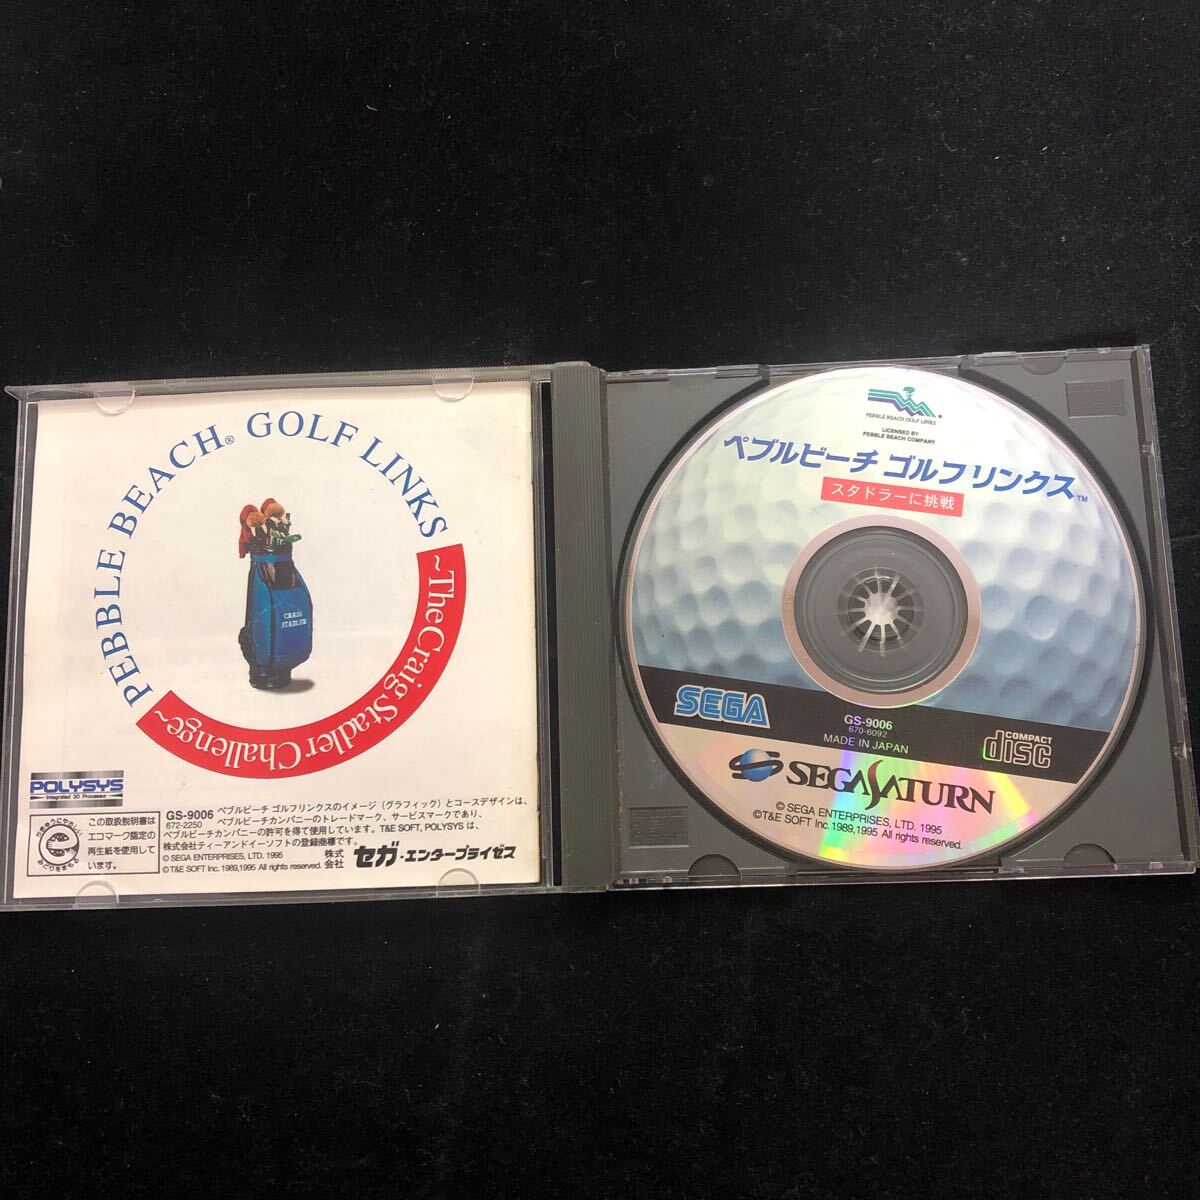 PEBBLE BEACH® GOLF LINKS
~The Craig Stadler Challenge~
CRAIG
STADLER
POLYSYS
Integrated 3D Processor
この取扱説明書は
エコマーク認定の
再生紙を使用して
います。
GS-9006
672-2250
ペブルビーチ ゴルフリンクスのイメージ（グラフィック）とコースデザインは、
ペブルビーチカンパニーのトレードマーク、サービスマークであり、
ペブルビーチカンパニーの許可を得て使用しています。T&E SOFT, POLYSYS は、
株式会社ティーアンドイーソフトの登録商標です。
© SEGA ENTERPRISES, LTD. 1995
© T&E SOFT Inc. 1989,1995 All rights reserved.
株式会社 セガ・エンタープライゼス
PEBBLE BEACH GOLF LINKS
LICENSED BY
PEBBLE BEACH COMPANY
ペブルビーチ ゴルフ リンクス™
スタドラーに挑戦
SEGA
GS-9006
670-6092
MADE IN JAPAN
COMPACT
disc
SEGA SATURN
© SEGA ENTERPRISES, LTD. 1995
© T&E SOFT Inc. 1989,1995 All rights reserved.